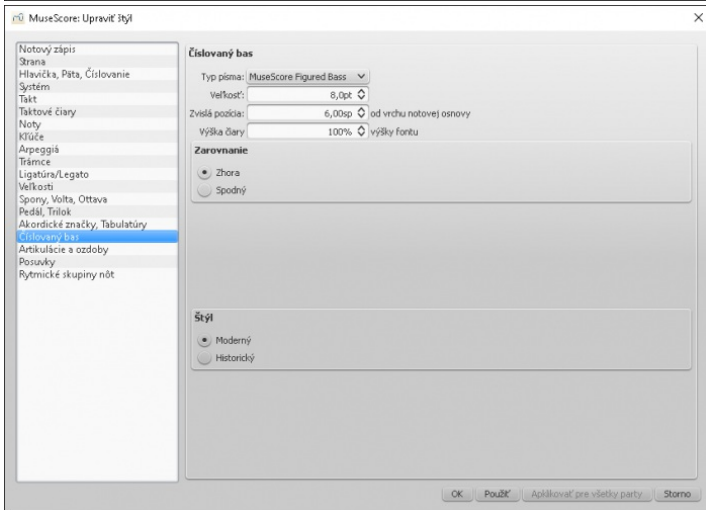 MuseScore: Upraviť štýl
Notový zápis
Strana
Hlavička, Päta, Číslovanie
Systém
Takt
Taktové čiary
Noty
Kľúče
Arpeggiá
Trámce
Ligatúra/Legato
Veľkosti
Spony, Volta, Ottava
Pedál, Trilok
Akordické značky, Tabulatúry
Číslovaný bas
Artikulácie a ozdoby
Posuvky
Rytmické skupiny nôt
Číslovaný bas
Typ písma: MuseScore Figured Bass
Veľkosť: 8,0pt
Zvislá pozícia: 6,00sp od vrchu notovej osnovy
Výška čiary 100% výšky fontu
Zarovnanie
Zhora
Spodný
Štýl
Moderný
Historický
OK Použiť Aplikovať pre všetky party Storno